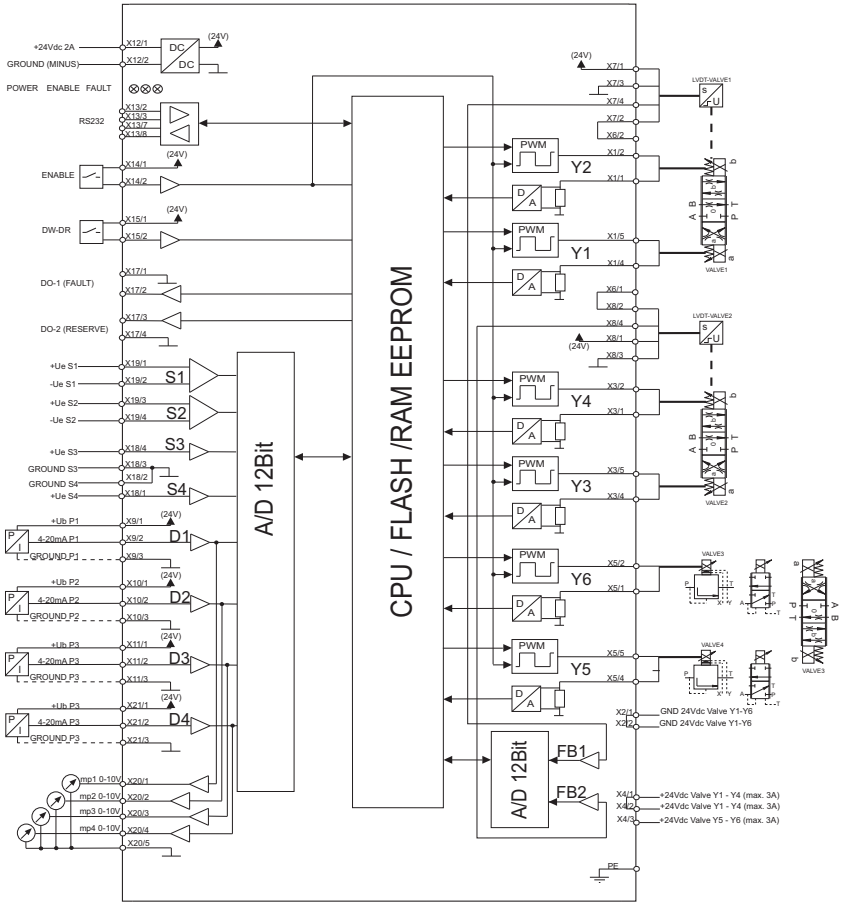 +24Vdc 2A
X12/1
DC
DC
(24V)
GROUND (MINUS)
X12/2
POWER ENABLE FAULT
RS232
X13/2
X13/3
X13/7
X13/8
(24V)
ENABLE
X14/1
X14/2
(24V)
DW-DR
X15/1
X15/2
DO-1 (FAULT)
X17/1
X17/2
DO-2 (RESERVE)
X17/3
X17/4
+Ue S1
X19/1
S1
-Ue S1
X19/2
+Ue S2
X19/3
S2
-Ue S2
X19/4
+Ue S3
X18/4
S3
GROUND S3
X18/3
GROUND S4
X18/2
+Ue S4
X18/1
S4
+Ub P1
X9/1
(24V)
P
I
4-20mA P1
X9/2
D1
GROUND P1
X9/3
(24V)
+Ub P2
X10/1
P
I
4-20mA P2
X10/2
D2
GROUND P2
X10/3
(24V)
+Ub P3
X11/1
P
I
4-20mA P3
X11/2
D3
GROUND P3
X11/3
(24V)
+Ub P3
X21/1
P
I
4-20mA P3
X21/2
D4
GROUND P3
X21/3
mp1 0-10V
X20/1
mp2 0-10V
X20/2
mp3 0-10V
X20/3
mp4 0-10V
X20/4
X20/5
A/D 12Bit
CPU / FLASH /RAM EEPROM
(24V)
X7/1
X7/3
X7/4
X7/2
X6/2
LVDT-VALVE1
S
U
PWM
Y2
X1/2
D
A
X1/1
PWM
Y1
X1/5
D
A
X1/4
b
A B
P T
b
0
a
a
VALVE1
X6/1
X8/2
X8/4
X8/1
(24V)
X8/3
LVDT-VALVE2
S
U
PWM
Y4
X3/2
D
A
X3/1
PWM
Y3
X3/5
D
A
X3/4
b
A B
P T
a
VALVE2
PWM
Y6
X5/2
D
A
X5/1
VALVE3
P
T
X
Y
A
T
P
T
a
P T
A B
0
b
b
VALVE3
PWM
Y5
X5/5
D
A
X5/4
VALVE4
P
T
X
Y
A
T
P
T
X2/1
GND 24Vdc Valve Y1-Y6
X2/2
GND 24Vdc Valve Y1-Y6
A/D 12Bit
FB1
FB2
X4/1
+24Vdc Valve Y1 - Y4 (max. 3A)
X4/2
+24Vdc Valve Y1 - Y4 (max. 3A)
X4/3
+24Vdc Valve Y5 - Y6 (max. 3A)
PE